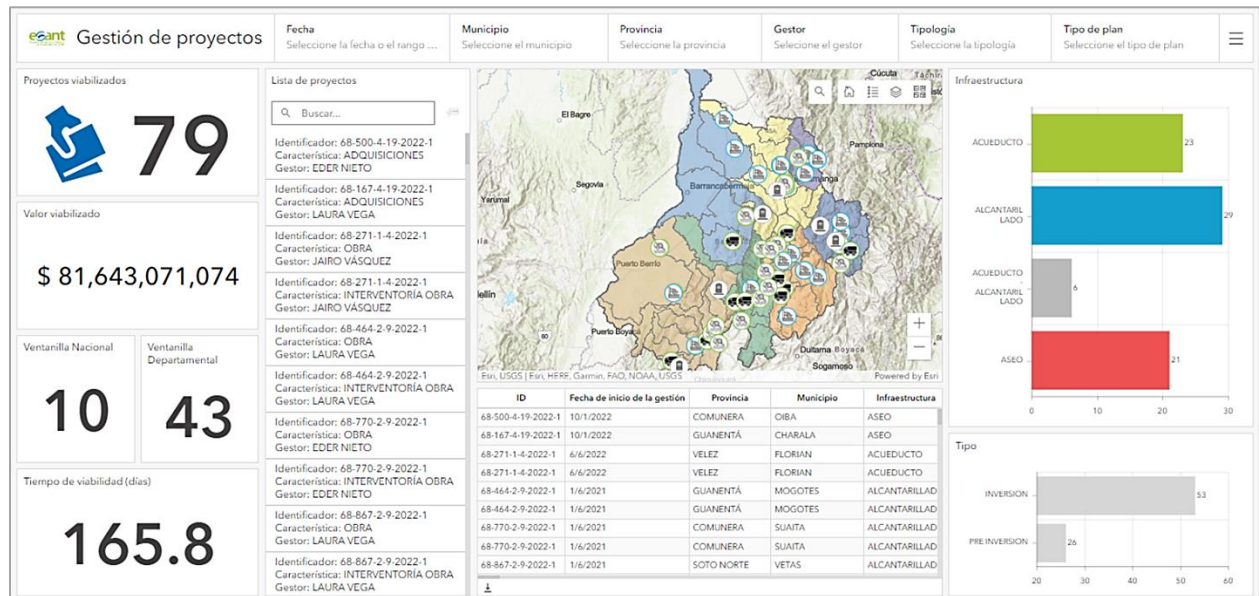 esant
Gestión de proyectos
Fecha
Seleccione la fecha o el rango ...
Municipio
Seleccione el municipio
Provincia
Seleccione la provincia
Gestor
Selecione el gestor
Tipología
Seleccione la tipología
Tipo de plan
Seleccione el tipo de plan
Proyectos viabilizados
79
Valor viabilizado
$ 81,643,071,074
Ventanilla Nacional
10
Ventanilla
Departamental
43
Tiempo de viabilidad (días)
165.8
Lista de proyectos
Buscar...
Identificador: 68-500-4-19-2022-1
Característica: ADQUISICIONES
Gestor: EDER NIETO
Identificador: 68-167-4-19-2022-1
Característica: ADQUISICIONES
Gestor: LAURA VEGA
Identificador: 68-271-1-4-2022-1
Característica: OBRA
Gestor: JAIRO VÁSQUEZ
Identificador: 68-271-1-4-2022-1
Característica: INTERVENTORÍA OBRA
Gestor: JAIRO VÁSQUEZ
Identificador: 68-464-2-9-2022-1
Característica: OBRA
Gestor: LAURA VEGA
Identificador: 68-464-2-9-2022-1
Característica: INTERVENTORÍA OBRA
Gestor: LAURA VEGA
Identificador: 68-770-2-9-2022-1
Característica: OBRA
Gestor: EDER NIETO
Identificador: 68-770-2-9-2022-1
Característica: INTERVENTORÍA OBRA
Gestor: EDER NIETO
Identificador: 68-867-2-9-2022-1
Característica: OBRA
Gestor: LAURA VEGA
Identificador: 68-867-2-9-2022-1
Característica: INTERVENTORÍA OBRA
Gestor: LAURA VEGA
Cúcuta
El Bagre
Pamplona
Segovia
Barrancabermeja
Yarumal
Puerto Berrío
Puerto Boyacá
60
Duitama
Boyacá
Sogamoso
Esri, USGS | Esri, HERE, Garmin, FAO, NOAA, USGS
Powered by Esri
ID Fecha de inicio de la gestión Provincia Municipio Infraestructura
68-500-4-19-2022-1 10/1/2022 COMUNERA OIBA ASEO
68-167-4-19-2022-1 10/1/2022 GUANENTÁ CHARALA ASEO
68-271-1-4-2022-1 6/6/2022 VELEZ FLORIAN ACUEDUCTO
68-271-1-4-2022-1 6/6/2022 VELEZ FLORIAN ACUEDUCTO
68-464-2-9-2022-1 1/6/2021 GUANENTÁ MOGOTES ALCANTARILLAD
68-464-2-9-2022-1 1/6/2021 GUANENTÁ MOGOTES ALCANTARILLAD
68-770-2-9-2022-1 1/6/2021 COMUNERA SUAITA ALCANTARILLAD
68-770-2-9-2022-1 1/6/2021 COMUNERA SUAITA ALCANTARILLAD
68-867-2-9-2022-1 1/6/2021 SOTO NORTE VETAS ALCANTARILLAD
Infraestructura
ACUEDUCTO
23
ALCANTARIL
LADO
29
ACUEDUCTO
ALCANTARIL
LADO
6
ASEO
21
0 10 20 30
Tipo
INVERSION
53
PRE INVERSION
26
20 30 40 50 60